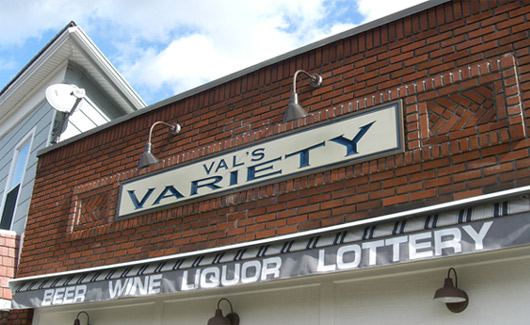 VAL'S
VARIETY
BEER WINE LIQUOR LOTTERY